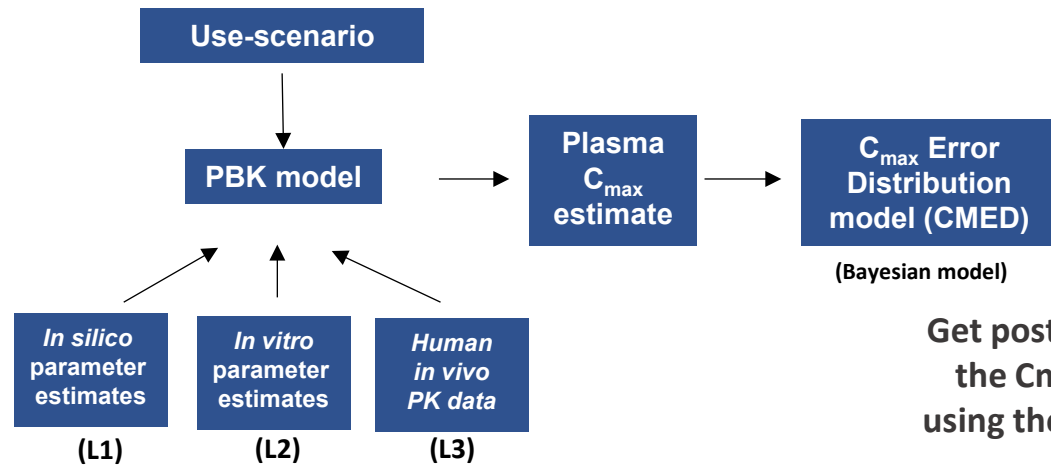 Use-scenario
PBK model
Plasma
Cmax
estimate
Cmax Error
Distribution
model (CMED)
(Bayesian model)
In silico
parameter
estimates
(L1)
In vitro
parameter
estimates
(L2)
Human
in vivo
PK data
(L3)
Get post
the Cm
using the